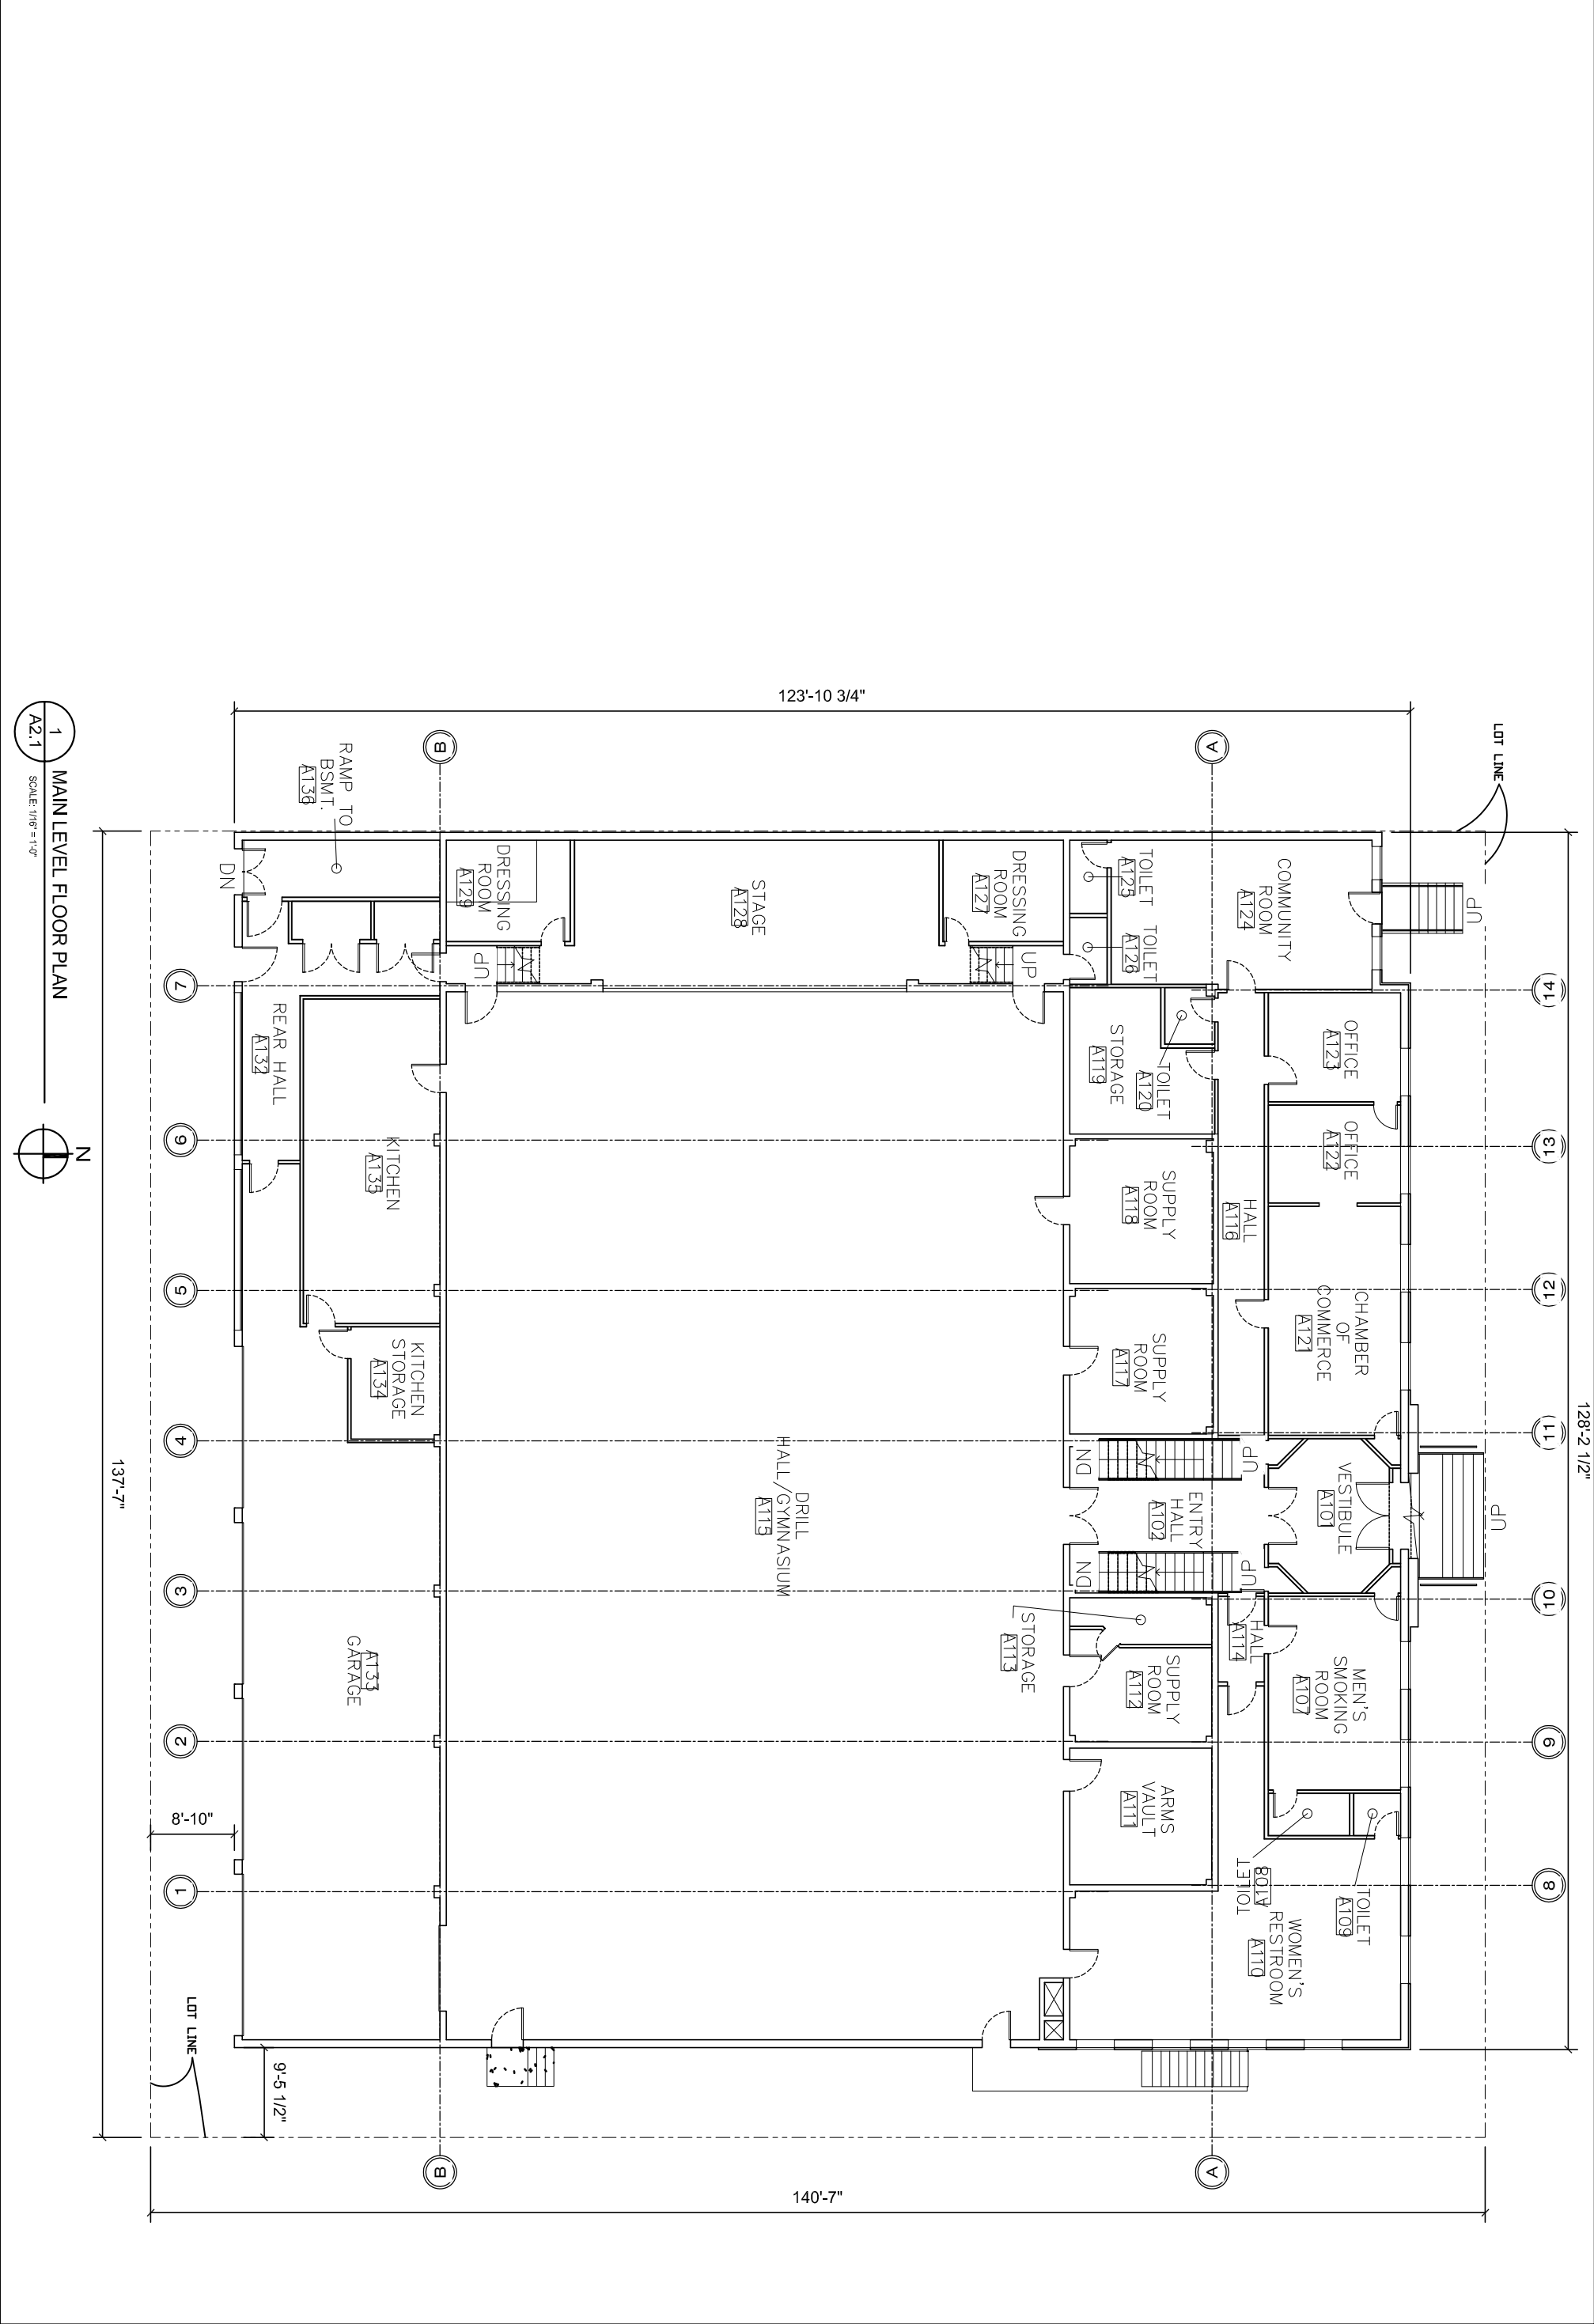 128'-2 1/2"
LOT LINE
UP
UP
14
13
12
11
10
9
8
COMMUNITY
ROOM
A124
OFFICE
A123
OFFICE
A122
CHAMBER
OF
COMMERCE
A121
VESTIBULE
A101
MEN'S
SMOKING
ROOM
A107
TOILET
A109
TOILET
A108
WOMEN'S
RESTROOM
A110
HALL
A116
HALL
A114
A
A
TOILET
A125
TOILET
A126
TOILET
A120
STORAGE
A119
SUPPLY
ROOM
A118
SUPPLY
ROOM
A117
UP
DN
ENTRY
HALL
A102
UP
DN
STORAGE
A113
SUPPLY
ROOM
A112
ARMS
VAULT
A111
DRESSING
ROOM
A127
UP
STAGE
A128
DRILL
HALL/GYMNASIUM
A115
123'-10 3/4"
140'-7"
DRESSING
ROOM
A129
UP
B
B
RAMP TO
BSMT.
A136
DN
REAR HALL
A132
KITCHEN
A135
KITCHEN
STORAGE
A134
A133
GARAGE
9'-5 1/2"
8'-10"
LOT LINE
7
6
5
4
3
2
1
137'-7"
1
A2.1
MAIN LEVEL FLOOR PLAN
SCALE: 1/16" = 1'-0"
N